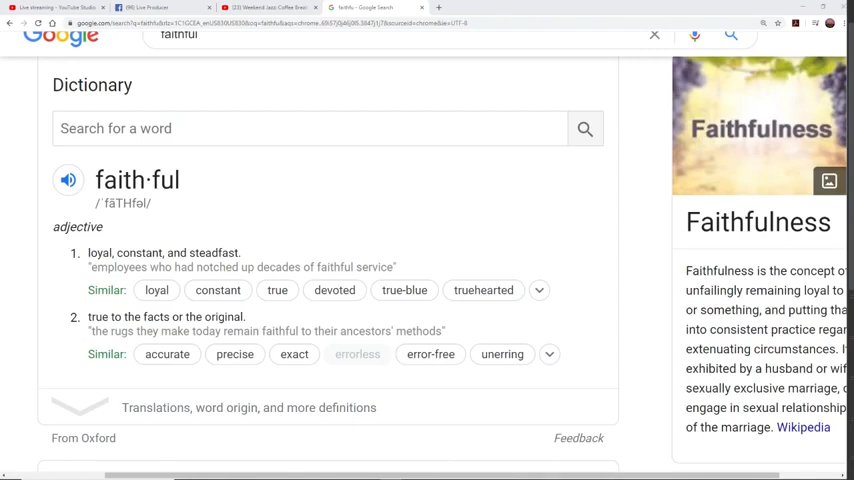 Live streaming - YouTube Studio
(98) Live Producer
(23) Weekend Jazz: Coffee Brew
faithfu - Google Search
Google
faithful
Dictionary
Search for a word
faith·ful
/ˈfāTHfəl/
adjective
1. loyal, constant, and steadfast.
"employees who had notched up decades of faithful service"
Similar: loyal constant true devoted true-blue truehearted
2. true to the facts or the original.
"the rugs they make today remain faithful to their ancestors' methods"
Similar: accurate precise exact errorless error-free unerring
Translations, word origin, and more definitions
From Oxford Feedback
Faithfulness
Faithfulness
Faithfulness is the concept o
unfailingly remaining loyal to
or something, and putting tha
into consistent practice regar
extenuating circumstances. I
exhibited by a husband or wif
sexually exclusive marriage,
engage in sexual relationship
of the marriage. Wikipedia